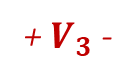 + V₃ -